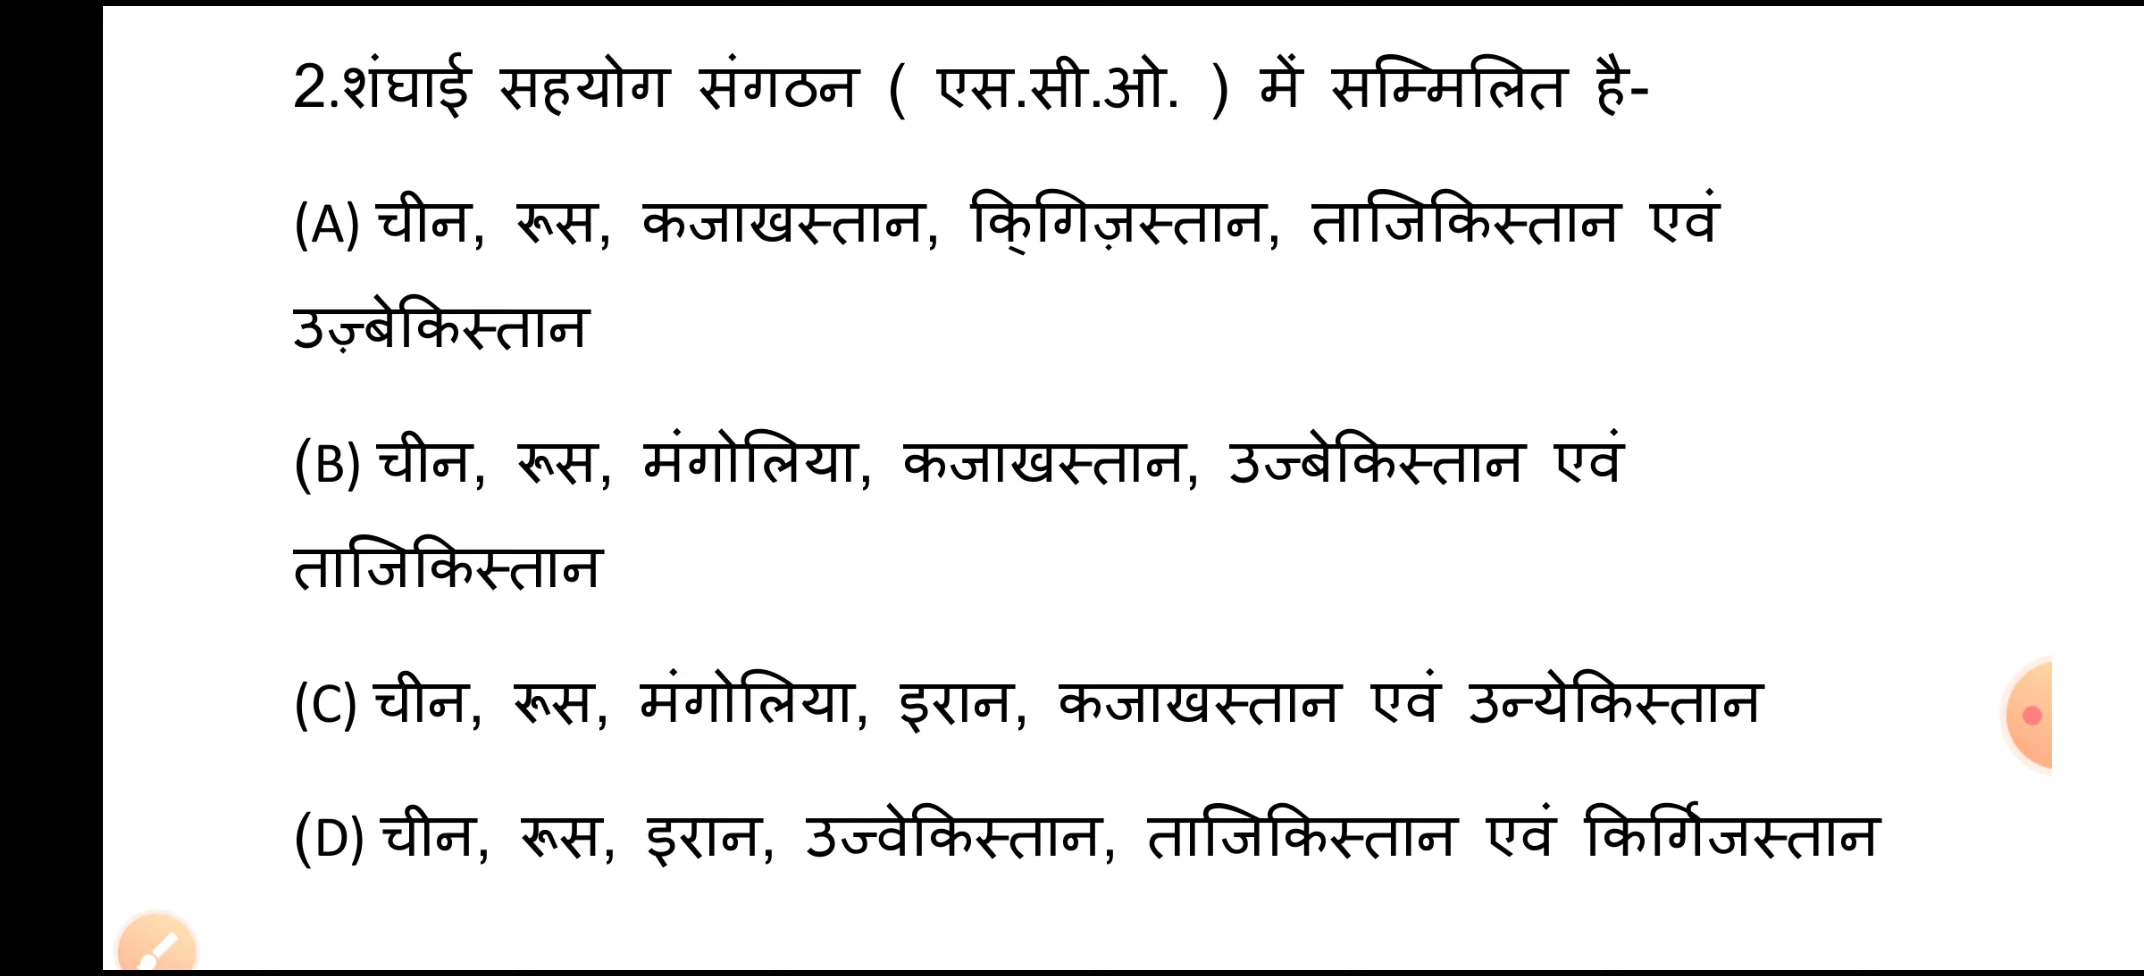 2.शंघाई सहयोग संगठन ( एस.सी.ओ. ) में सम्मिलित है-
(A) चीन, रूस, कजाखस्तान, कि्गिज़स्तान, ताजिकिस्तान एवं
उज़्बेकिस्तान
(B) चीन, रूस, मंगोलिया, कजाखस्तान, उज्बेकिस्तान एवं
ताजिकिस्तान
(C) चीन, रूस, मंगोलिया, इरान, कजाखस्तान एवं उन्येकिस्तान
(D) चीन, रूस, इरान, उज्वेकिस्तान, ताजिकिस्तान एवं किर्गिजस्तान